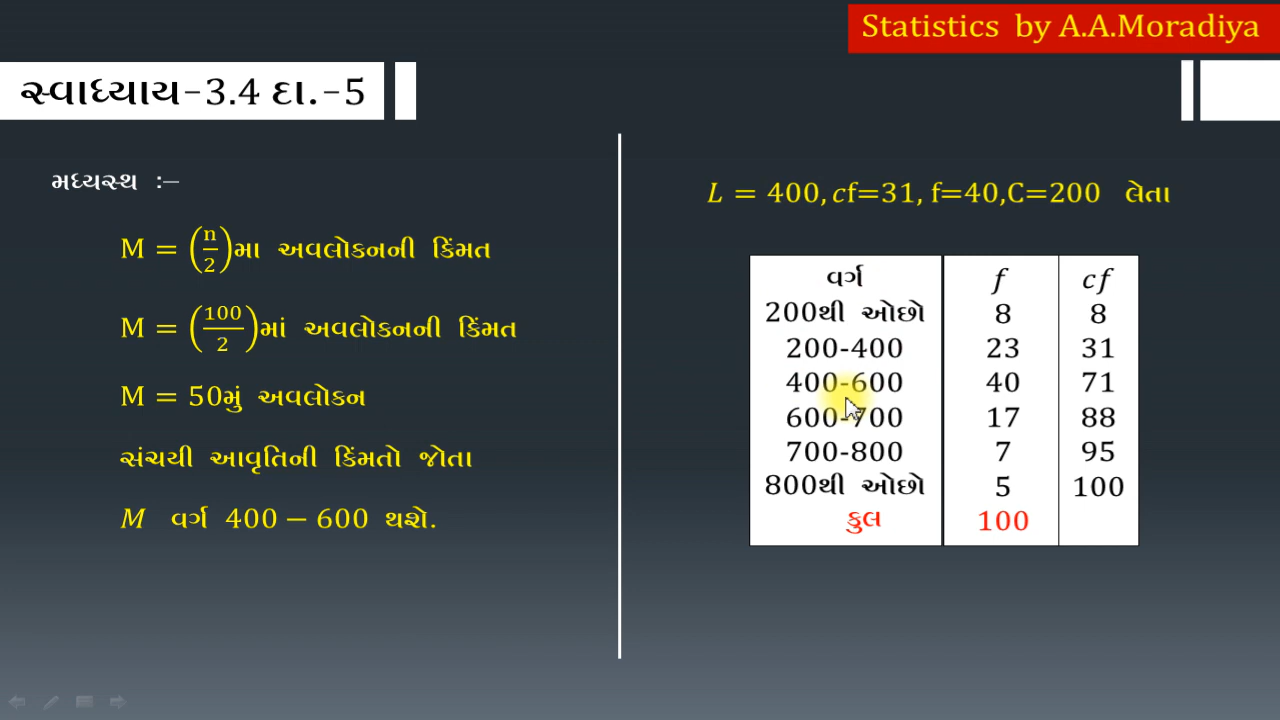 Statistics by A.A.Moradiya
સ્વાધ્યાય-3.4 દા.-5
મધ્યસ્થ :–
M = (n/2)મા અવલોકનની કિંમત
M = (100/2)માં અવલોકનની કિંમત
M = 50મું અવલોકન
સંચયી આવૃતિની કિંમતો જોતા
M વર્ગ 400 – 600 થશે.
L = 400, cf=31, f=40,C=200 લેતા
વર્ગ f cf
200થી ઓછો 8 8
200-400 23 31
400-600 40 71
600-700 17 88
700-800 7 95
800થી ઓછો 5 100
કુલ 100